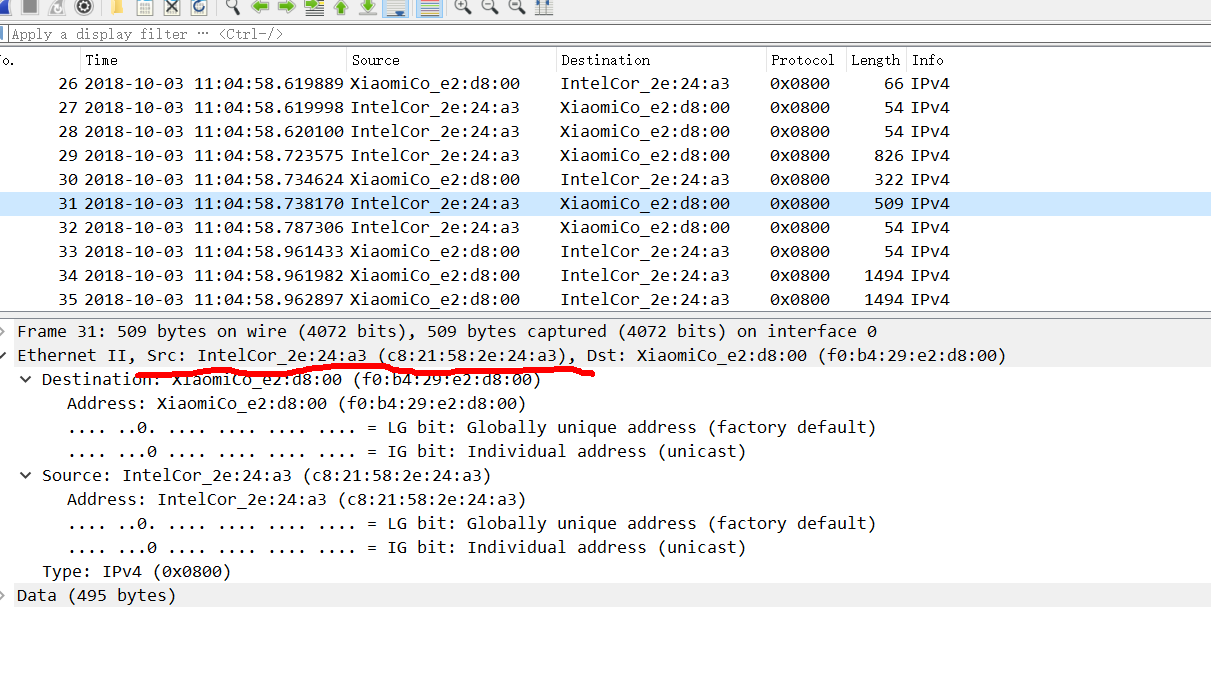 Apply a display filter ··· <Ctrl-/>
o. Time Source Destination Protocol Length Info
26 2018-10-03 11:04:58.619889 XiaomiCo_e2:d8:00 IntelCor_2e:24:a3 0x0800 66 IPv4
27 2018-10-03 11:04:58.619998 IntelCor_2e:24:a3 XiaomiCo_e2:d8:00 0x0800 54 IPv4
28 2018-10-03 11:04:58.620100 IntelCor_2e:24:a3 XiaomiCo_e2:d8:00 0x0800 54 IPv4
29 2018-10-03 11:04:58.723575 IntelCor_2e:24:a3 XiaomiCo_e2:d8:00 0x0800 826 IPv4
30 2018-10-03 11:04:58.734624 XiaomiCo_e2:d8:00 IntelCor_2e:24:a3 0x0800 322 IPv4
31 2018-10-03 11:04:58.738170 IntelCor_2e:24:a3 XiaomiCo_e2:d8:00 0x0800 509 IPv4
32 2018-10-03 11:04:58.787306 IntelCor_2e:24:a3 XiaomiCo_e2:d8:00 0x0800 54 IPv4
33 2018-10-03 11:04:58.961433 XiaomiCo_e2:d8:00 IntelCor_2e:24:a3 0x0800 54 IPv4
34 2018-10-03 11:04:58.961982 XiaomiCo_e2:d8:00 IntelCor_2e:24:a3 0x0800 1494 IPv4
35 2018-10-03 11:04:58.962897 XiaomiCo_e2:d8:00 IntelCor_2e:24:a3 0x0800 1494 IPv4
Frame 31: 509 bytes on wire (4072 bits), 509 bytes captured (4072 bits) on interface 0
Ethernet II, Src: IntelCor_2e:24:a3 (c8:21:58:2e:24:a3), Dst: XiaomiCo_e2:d8:00 (f0:b4:29:e2:d8:00)
Destination: XiaomiCo_e2:d8:00 (f0:b4:29:e2:d8:00)
Address: XiaomiCo_e2:d8:00 (f0:b4:29:e2:d8:00)
.... ..0. .... .... .... .... = LG bit: Globally unique address (factory default)
.... ...0 .... .... .... .... = IG bit: Individual address (unicast)
Source: IntelCor_2e:24:a3 (c8:21:58:2e:24:a3)
Address: IntelCor_2e:24:a3 (c8:21:58:2e:24:a3)
.... ..0. .... .... .... .... = LG bit: Globally unique address (factory default)
.... ...0 .... .... .... .... = IG bit: Individual address (unicast)
Type: IPv4 (0x0800)
Data (495 bytes)